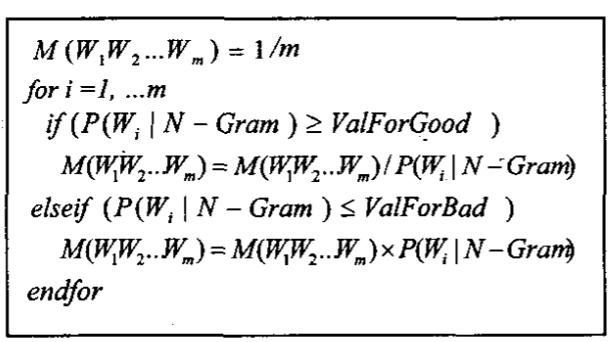 M(W₁W₂...Wₘ) = 1/m
for i =1, ...m
if (P(Wᵢ | N − Gram ) ≥ ValForGood )
M(W₁W₂..Wₘ) = M(W₁W₂..Wₘ)/P(Wᵢ | N−Gram)
elseif (P(Wᵢ | N − Gram ) ≤ ValForBad )
M(W₁W₂..Wₘ) = M(W₁W₂..Wₘ)×P(Wᵢ | N−Gram)
endfor